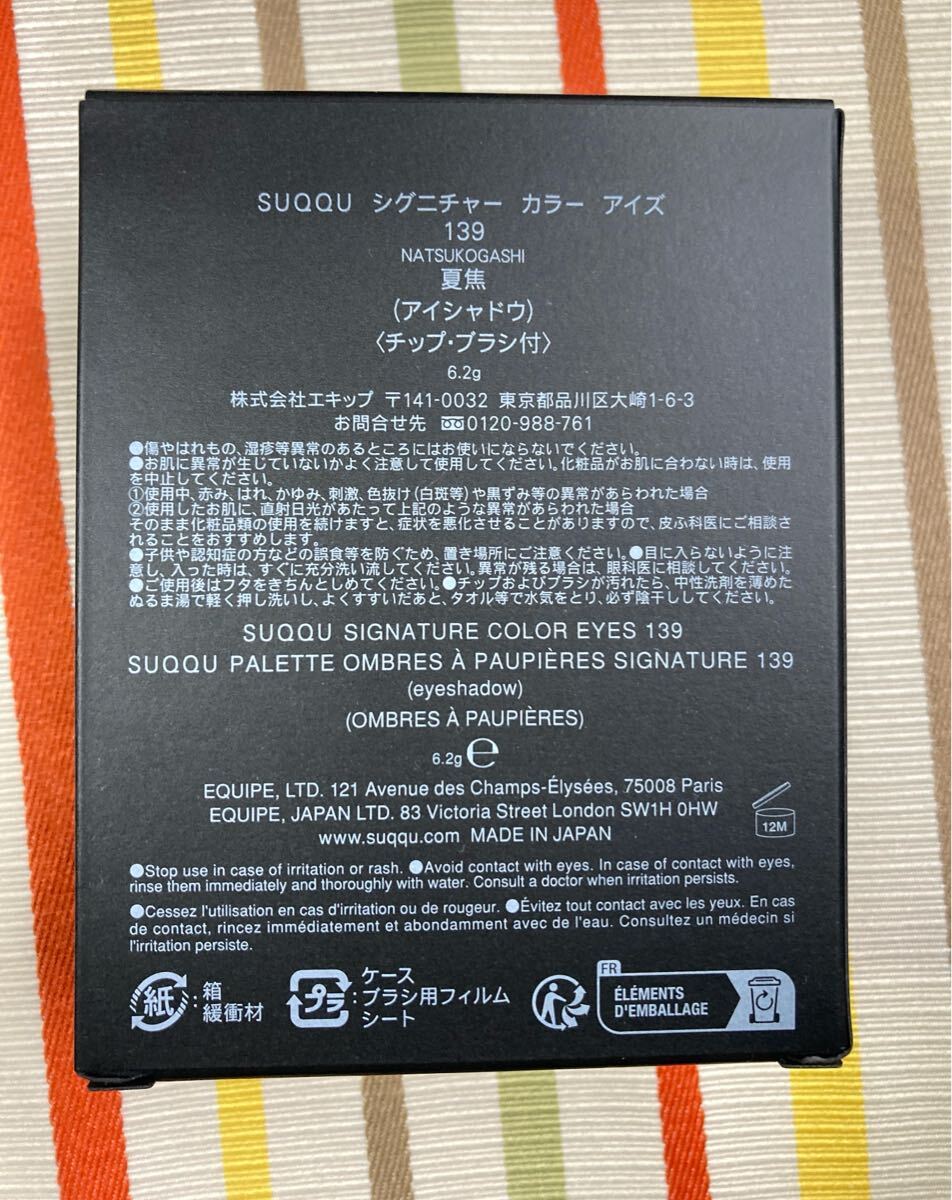 SUQQU シグニチャー カラー アイズ
139
NATSUKOGASHI
夏焦
(アイシャドウ)
〈チップ・ブラシ付〉
6.2g
株式会社エキップ 〒141-0032 東京都品川区大崎1-6-3
お問合せ先 0120-988-761
●傷やはれもの、湿疹等異常のあるところにはお使いにならないでください。
●お肌に異常が生じていないかよく注意して使用してください。化粧品がお肌に合わない時は、使用
を中止してください。
①使用中、赤み、はれ、かゆみ、刺激、色抜け(白斑等)や黒ずみ等の異常があらわれた場合
②使用したお肌に、直射日光があたって上記のような異常があらわれた場合
そのまま化粧品類の使用を続けますと、症状を悪化させることがありますので、皮ふ科医にご相談さ
れることをおすすめします。
●子供や認知症の方などの誤食等を防ぐため、置き場所にご注意ください。●目に入らないように注
意し、入った時は、すぐに充分洗い流してください。異常が残る場合は、眼科医に相談してください。
●ご使用後はフタをきちんとしめてください。●チップおよびブラシが汚れたら、中性洗剤を薄めた
ぬるま湯で軽く押し洗いし、よくすすいだあと、タオル等で水気をとり、必ず陰干ししてください。
SUQQU SIGNATURE COLOR EYES 139
SUQQU PALETTE OMBRES À PAUPIÈRES SIGNATURE 139
(eyeshadow)
(OMBRES À PAUPIÈRES)
6.2g ℮
EQUIPE, LTD. 121 Avenue des Champs-Élysées, 75008 Paris
EQUIPE, JAPAN LTD. 83 Victoria Street London SW1H 0HW
www.suqqu.com MADE IN JAPAN
12M
●Stop use in case of irritation or rash. ●Avoid contact with eyes. In case of contact with eyes,
rinse them immediately and thoroughly with water. Consult a doctor when irritation persists.
●Cessez l'utilisation en cas d'irritation ou de rougeur. ●Évitez tout contact avec les yeux. En cas
de contact, rincez immédiatement et abondamment avec de l'eau. Consultez un médecin si
l'irritation persiste.
紙:箱
緩衝材
プラ:ケース
ブラシ用フィルム
シート
FR
ÉLÉMENTS
D'EMBALLAGE